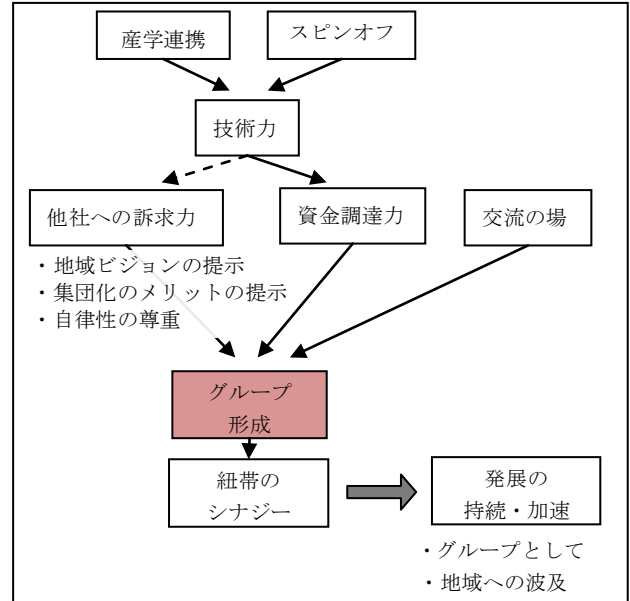 産学連携
スピンオフ
技術力
他社への訴求力
資金調達力
交流の場
・地域ビジョンの提示
・集団化のメリットの提示
・自律性の尊重
グループ
形成
紐帯の
シナジー
発展の
持続・加速
・グループとして
・地域への波及